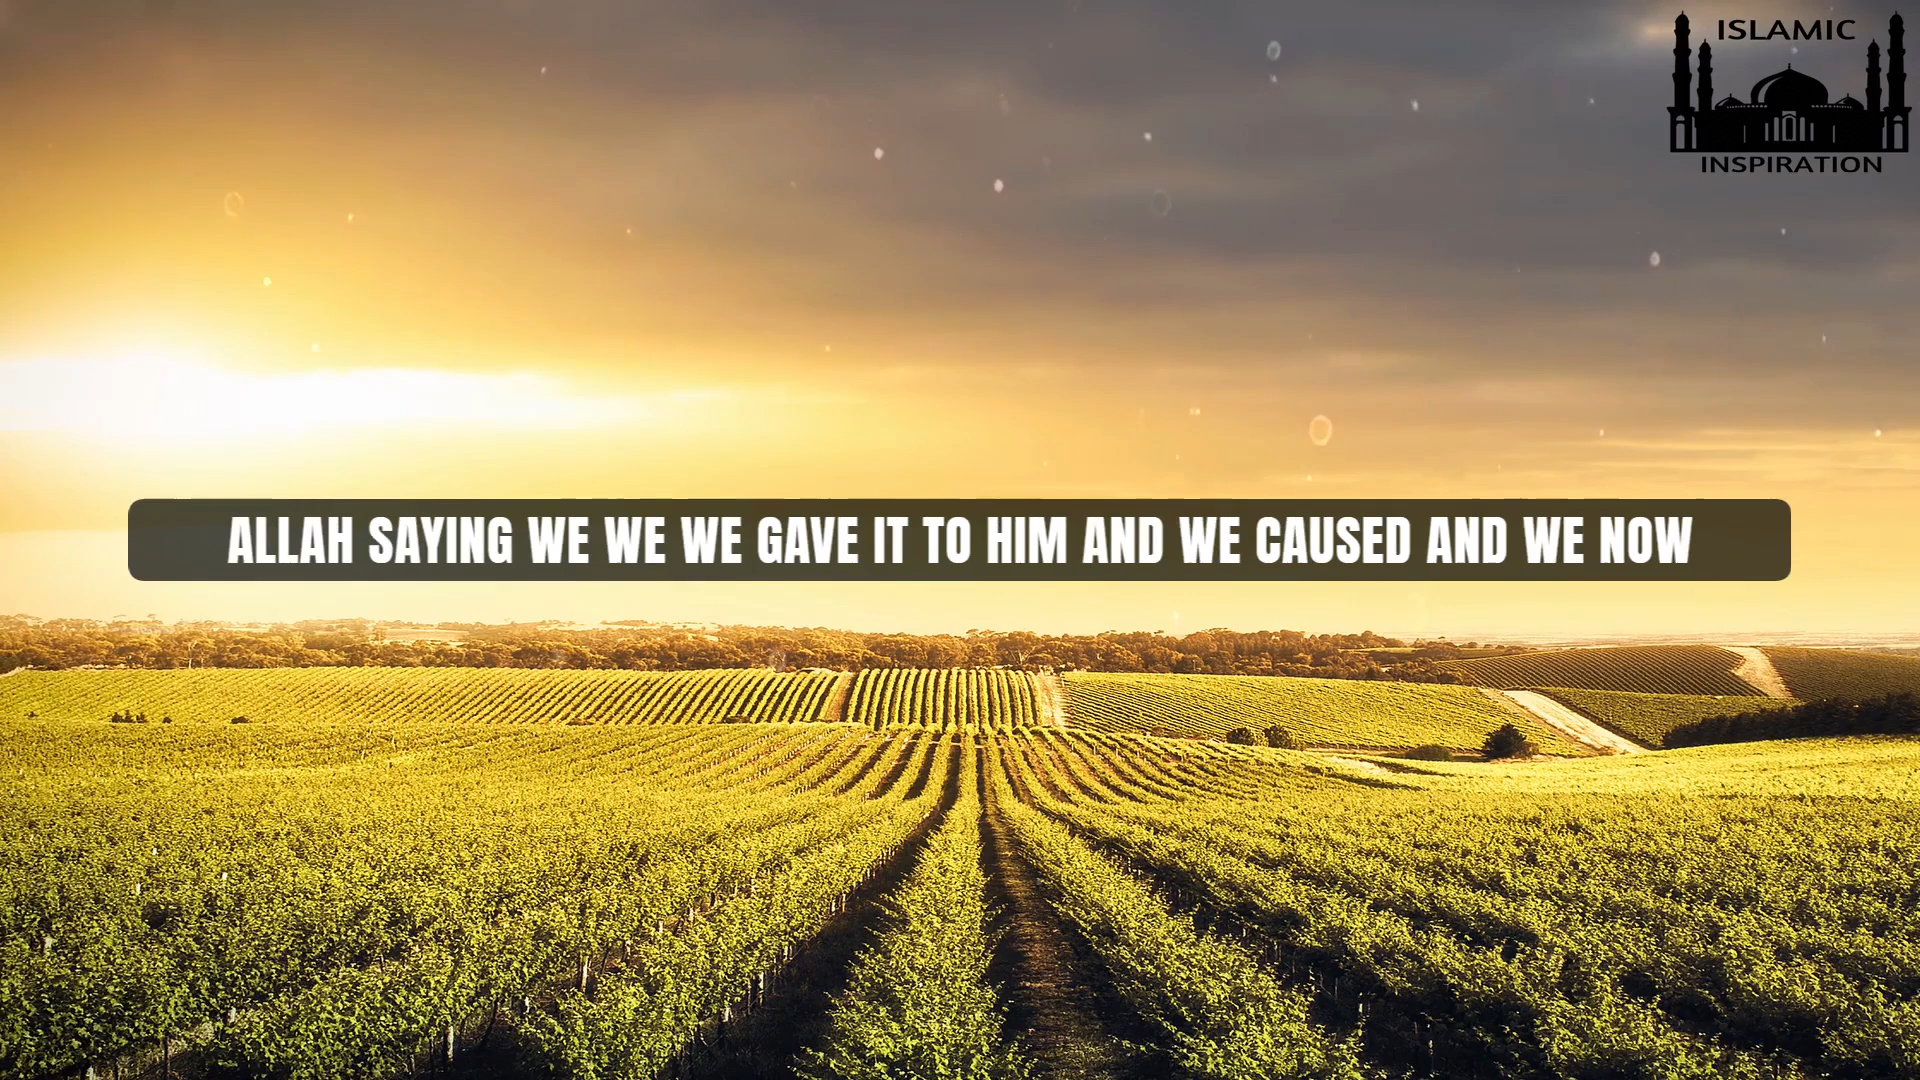 ISLAMIC
INSPIRATION
ALLAH SAYING WE WE WE GAVE IT TO HIM AND WE CAUSED AND WE NOW